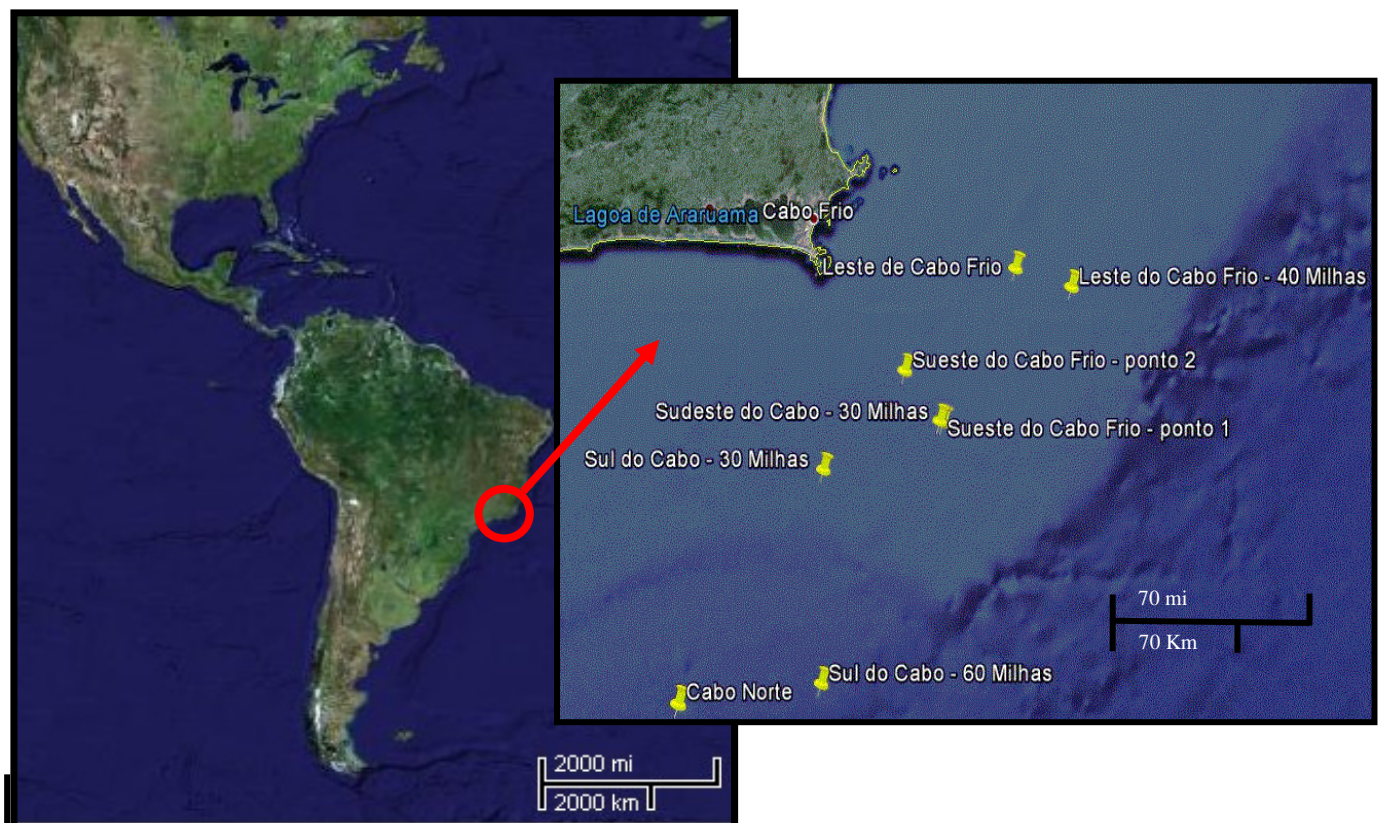 Lagoa de Araruama
Cabo Frio
Leste de Cabo Frio
Leste do Cabo Frio - 40 Milhas
Sueste do Cabo Frio - ponto 2
Sudeste do Cabo - 30 Milhas
Sueste do Cabo Frio - ponto 1
Sul do Cabo - 30 Milhas
70 mi
70 Km
Sul do Cabo - 60 Milhas
Cabo Norte
2000 mi
2000 km